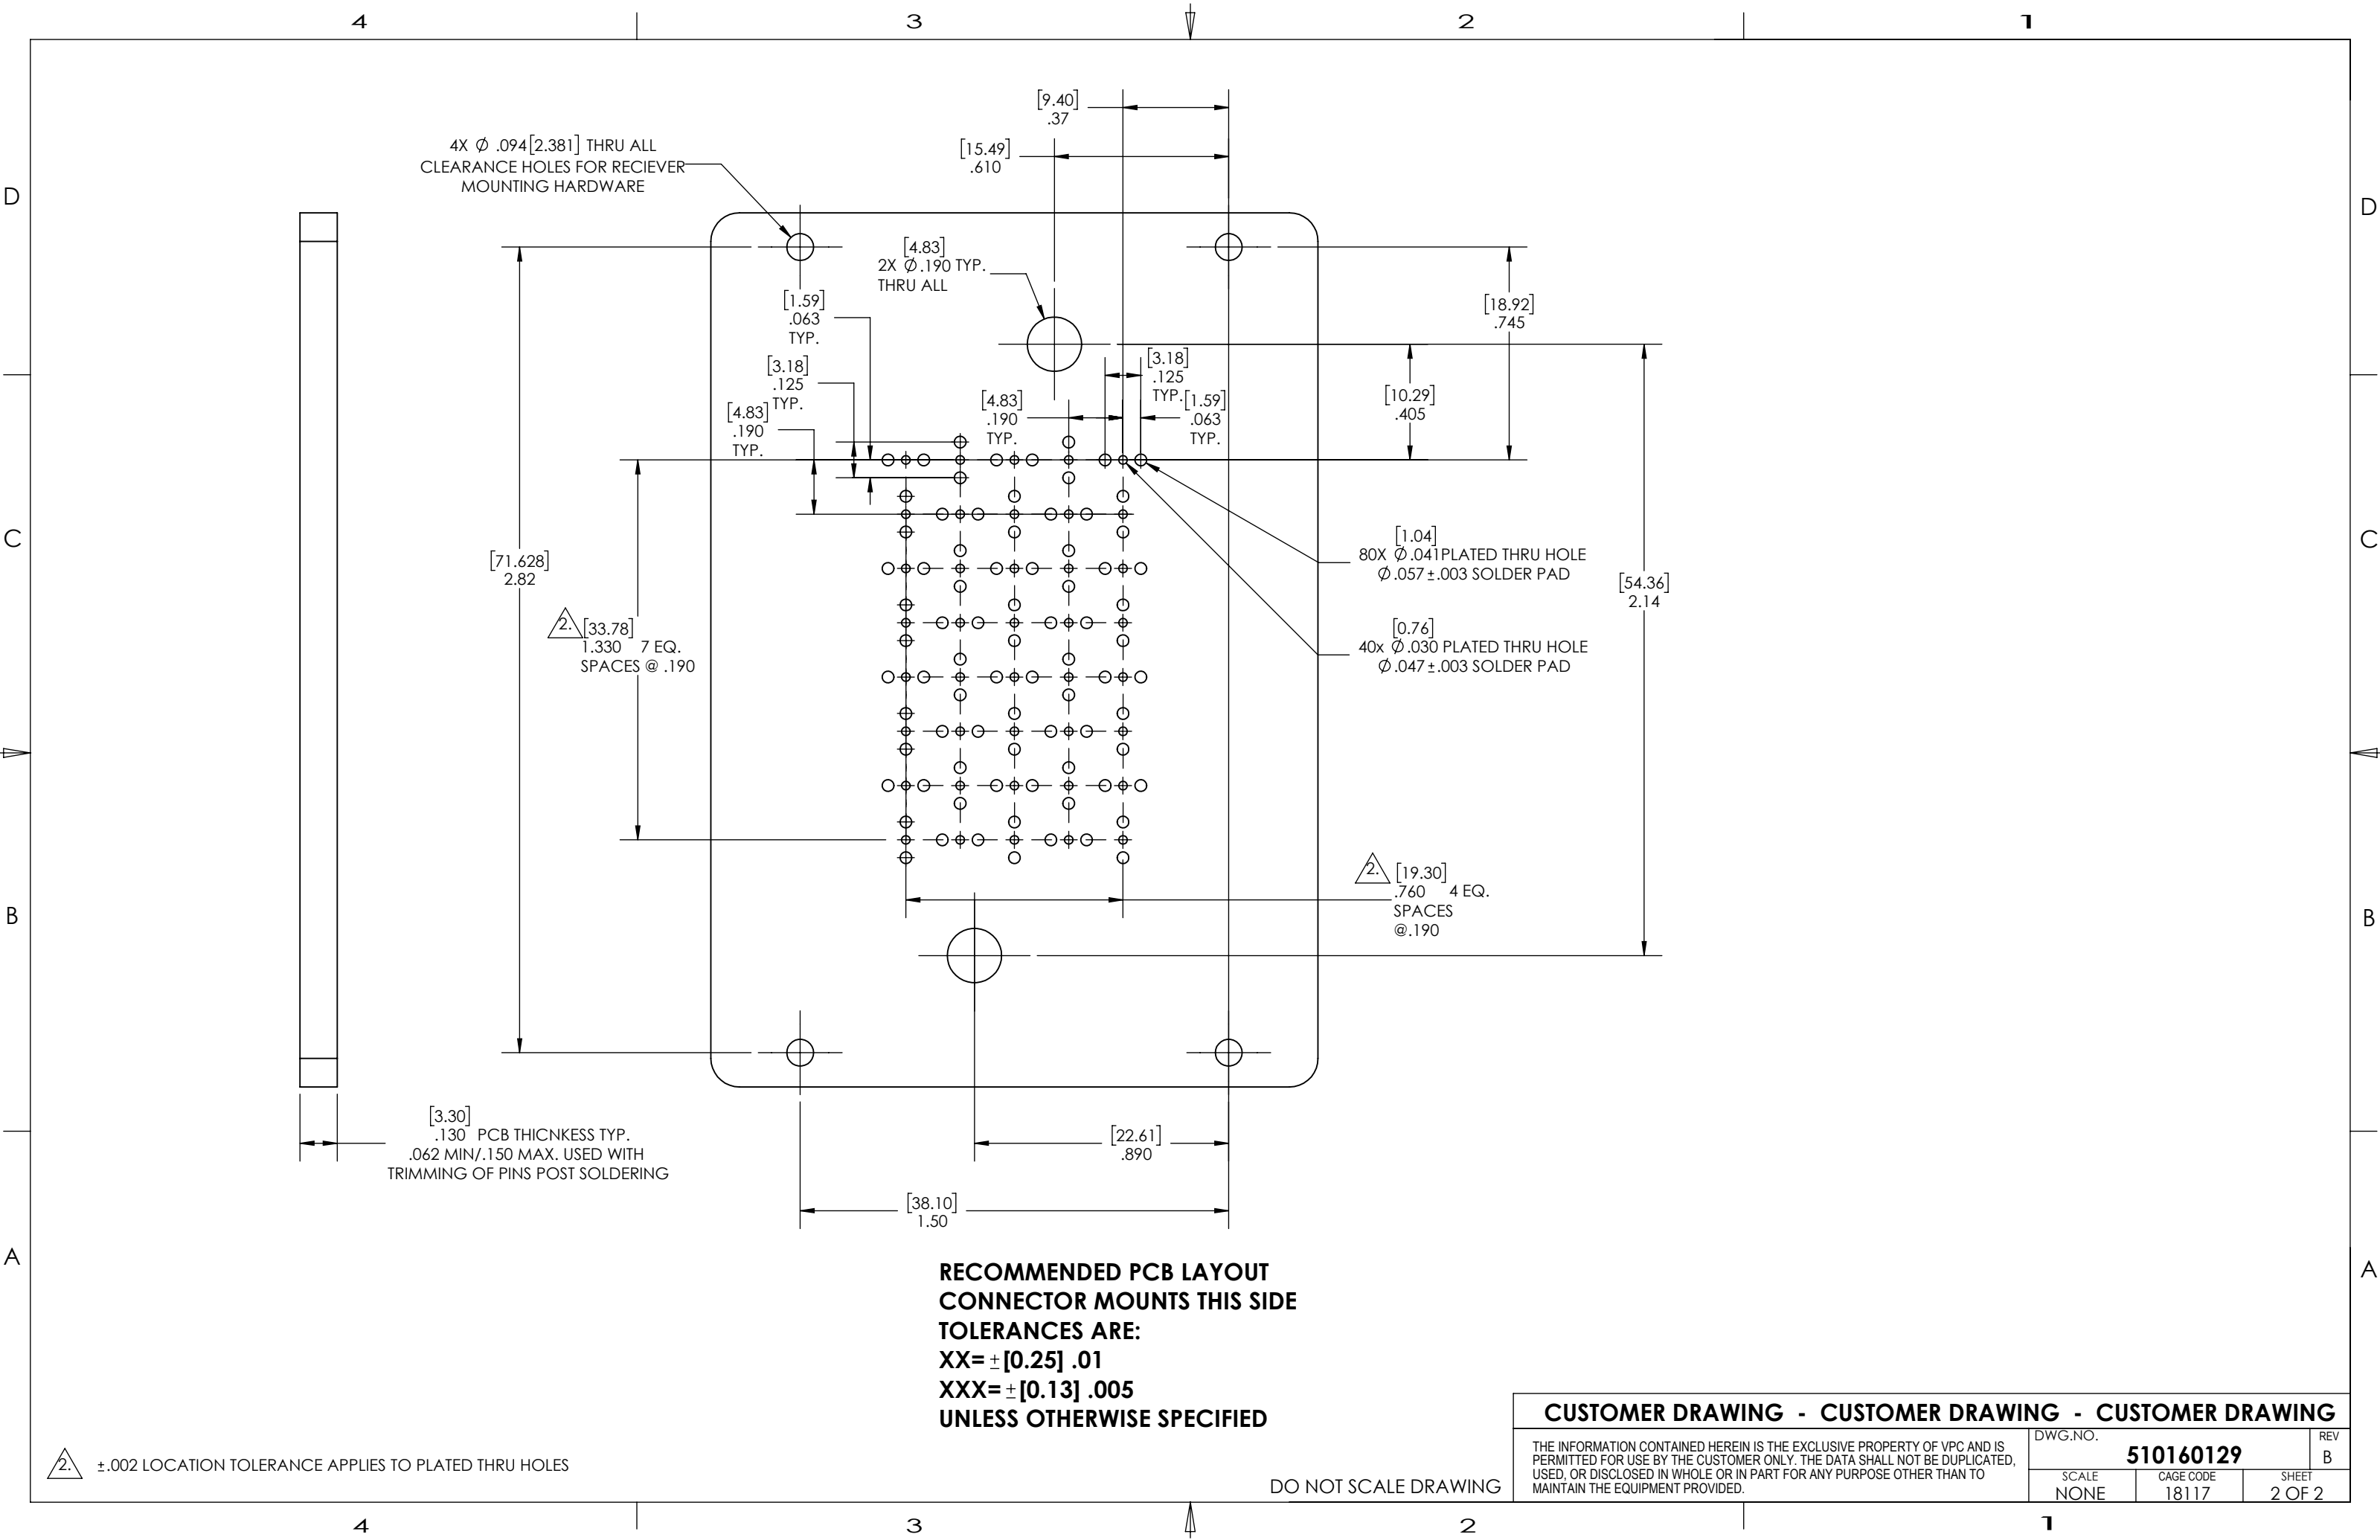 4
3
2
1
D
D
C
C
B
B
A
A
[9.40]
.37
[15.49]
.610
4X Ø .094[2.381] THRU ALL
CLEARANCE HOLES FOR RECIEVER
MOUNTING HARDWARE
[4.83]
2X Ø.190 TYP.
THRU ALL
[1.59]
.063
TYP.
[3.18]
.125
TYP.
[4.83]
.190
TYP.
[4.83]
.190
TYP.
[3.18]
.125
TYP.
[1.59]
.063
TYP.
[18.92]
.745
[10.29]
.405
[1.04]
80X Ø.041PLATED THRU HOLE
Ø.057±.003 SOLDER PAD
[0.76]
40x Ø.030 PLATED THRU HOLE
Ø.047±.003 SOLDER PAD
[54.36]
2.14
[71.628]
2.82
2. [33.78]
1.330 7 EQ.
SPACES @ .190
2. [19.30]
.760 4 EQ.
SPACES
@.190
[3.30]
.130 PCB THICNKESS TYP.
.062 MIN/.150 MAX. USED WITH
TRIMMING OF PINS POST SOLDERING
[22.61]
.890
[38.10]
1.50
RECOMMENDED PCB LAYOUT
CONNECTOR MOUNTS THIS SIDE
TOLERANCES ARE:
XX= ±[0.25] .01
XXX= ±[0.13] .005
UNLESS OTHERWISE SPECIFIED
2. ±.002 LOCATION TOLERANCE APPLIES TO PLATED THRU HOLES
DO NOT SCALE DRAWING
CUSTOMER DRAWING - CUSTOMER DRAWING - CUSTOMER DRAWING
THE INFORMATION CONTAINED HEREIN IS THE EXCLUSIVE PROPERTY OF VPC AND IS
PERMITTED FOR USE BY THE CUSTOMER ONLY. THE DATA SHALL NOT BE DUPLICATED,
USED, OR DISCLOSED IN WHOLE OR IN PART FOR ANY PURPOSE OTHER THAN TO
MAINTAIN THE EQUIPMENT PROVIDED.
DWG.NO.
510160129
REV
B
SCALE
NONE
CAGE CODE
18117
SHEET
2 OF 2
4
3
2
1